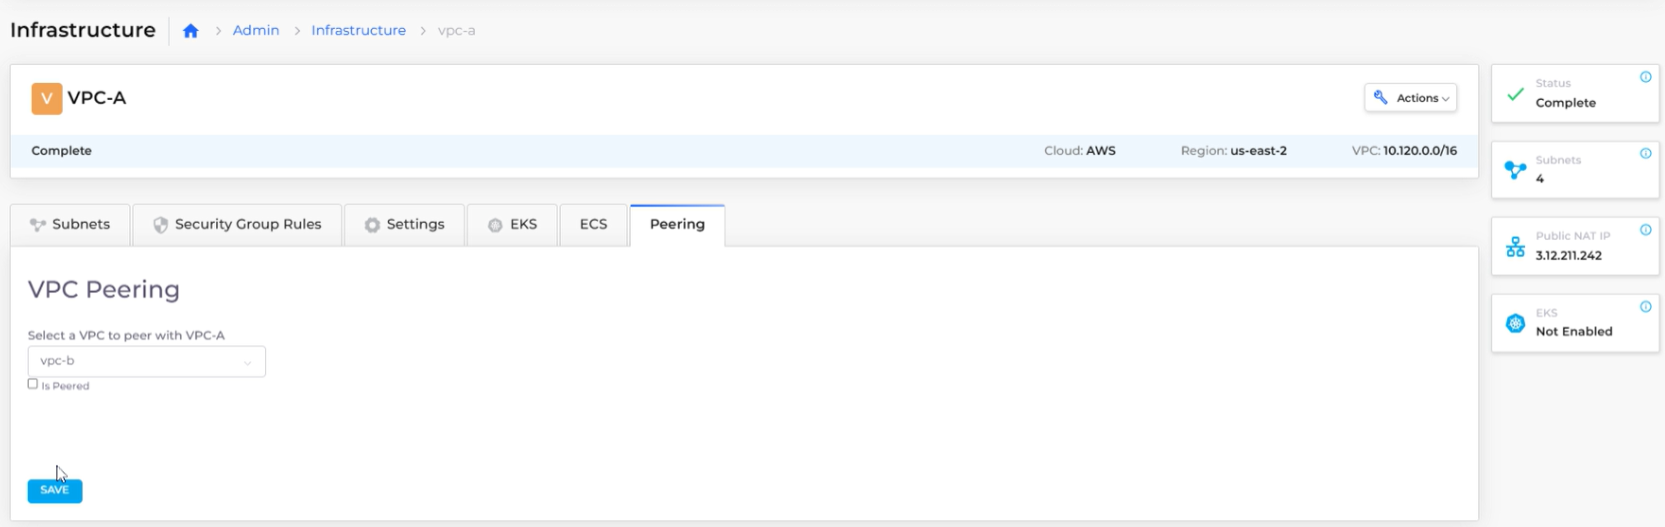 Infrastructure > Admin > Infrastructure > vpc-a
V VPC-A
Actions
Complete Cloud: AWS Region: us-east-2 VPC: 10.120.0.0/16
Subnets Security Group Rules Settings EKS ECS Peering
VPC Peering
Select a VPC to peer with VPC-A
vpc-b
Is Peered
SAVE
Status
Complete
Subnets
4
Public NAT IP
3.12.211.242
EKS
Not Enabled